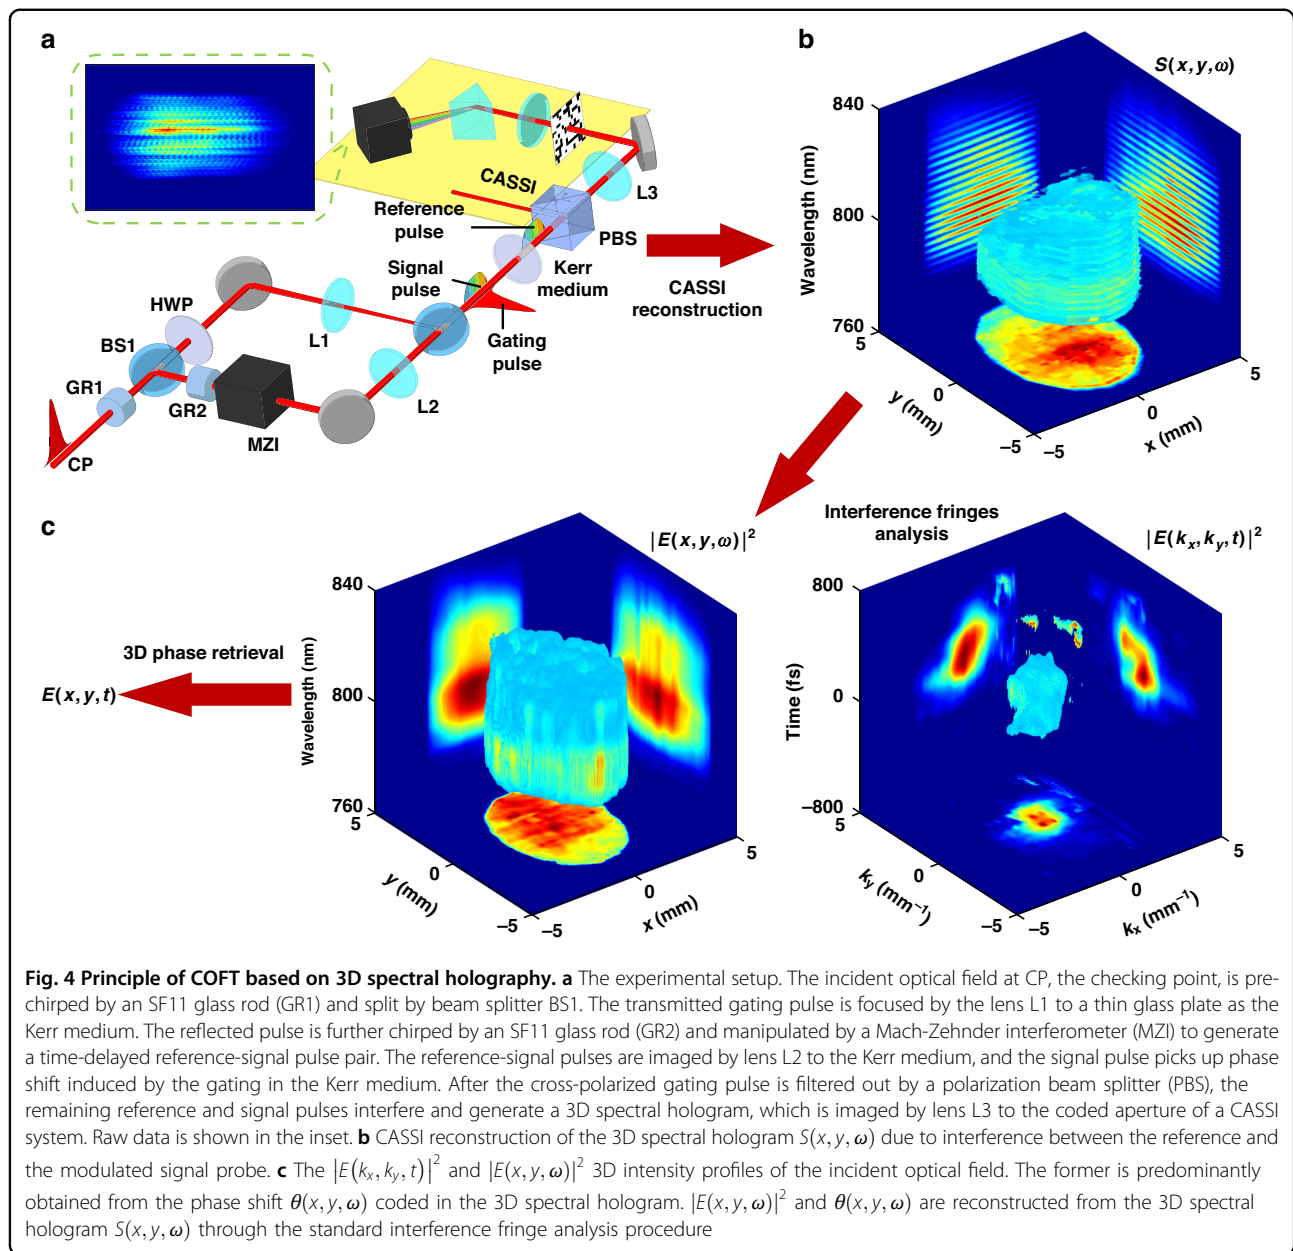 a
CASSI
L3
Reference
pulse
PBS
Signal
pulse
Kerr
medium
HWP
L1
Gating
pulse
BS1
GR1
GR2
L2
MZI
CP
CASSI
reconstruction
b
S(x, y, ω)
840
Wavelength (nm)
800
760
5
5
y (mm)
0
0
x (mm)
−5
−5
Interference fringes
analysis
c
|E(x, y, ω)|²
840
Wavelength (nm)
800
760
5
5
y (mm)
0
0
x (mm)
−5
−5
3D phase retrieval
E(x, y, t)
|E(kx, ky, t)|²
800
Time (fs)
0
−800
5
5
ky (mm⁻¹)
0
0
kx (mm⁻¹)
−5
−5
Fig. 4 Principle of COFT based on 3D spectral holography. a The experimental setup. The incident optical field at CP, the checking point, is pre-
chirped by an SF11 glass rod (GR1) and split by beam splitter BS1. The transmitted gating pulse is focused by the lens L1 to a thin glass plate as the
Kerr medium. The reflected pulse is further chirped by an SF11 glass rod (GR2) and manipulated by a Mach-Zehnder interferometer (MZI) to generate
a time-delayed reference-signal pulse pair. The reference-signal pulses are imaged by lens L2 to the Kerr medium, and the signal pulse picks up phase
shift induced by the gating in the Kerr medium. After the cross-polarized gating pulse is filtered out by a polarization beam splitter (PBS), the
remaining reference and signal pulses interfere and generate a 3D spectral hologram, which is imaged by lens L3 to the coded aperture of a CASSI
system. Raw data is shown in the inset. b CASSI reconstruction of the 3D spectral hologram S(x, y, ω) due to interference between the reference and
the modulated signal probe. c The |E(kx, ky, t)|² and |E(x, y, ω)|² 3D intensity profiles of the incident optical field. The former is predominantly
obtained from the phase shift θ(x, y, ω) coded in the 3D spectral hologram. |E(x, y, ω)|² and θ(x, y, ω) are reconstructed from the 3D spectral
hologram S(x, y, ω) through the standard interference fringe analysis procedure